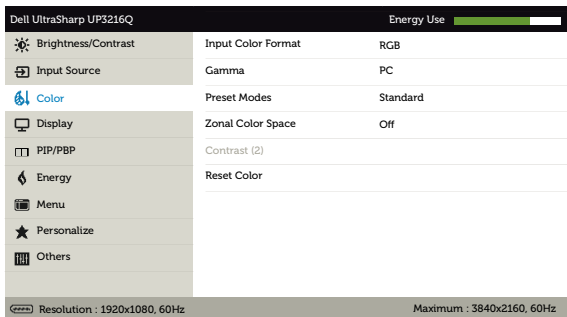 Dell UltraSharp UP3216Q Energy Use
Brightness/Contrast Input Color Format RGB
Input Source Gamma PC
Color Preset Modes Standard
Display Zonal Color Space Off
PIP/PBP Contrast (2)
Energy Reset Color
Menu
Personalize
Others
Resolution : 1920x1080, 60Hz Maximum : 3840x2160, 60Hz